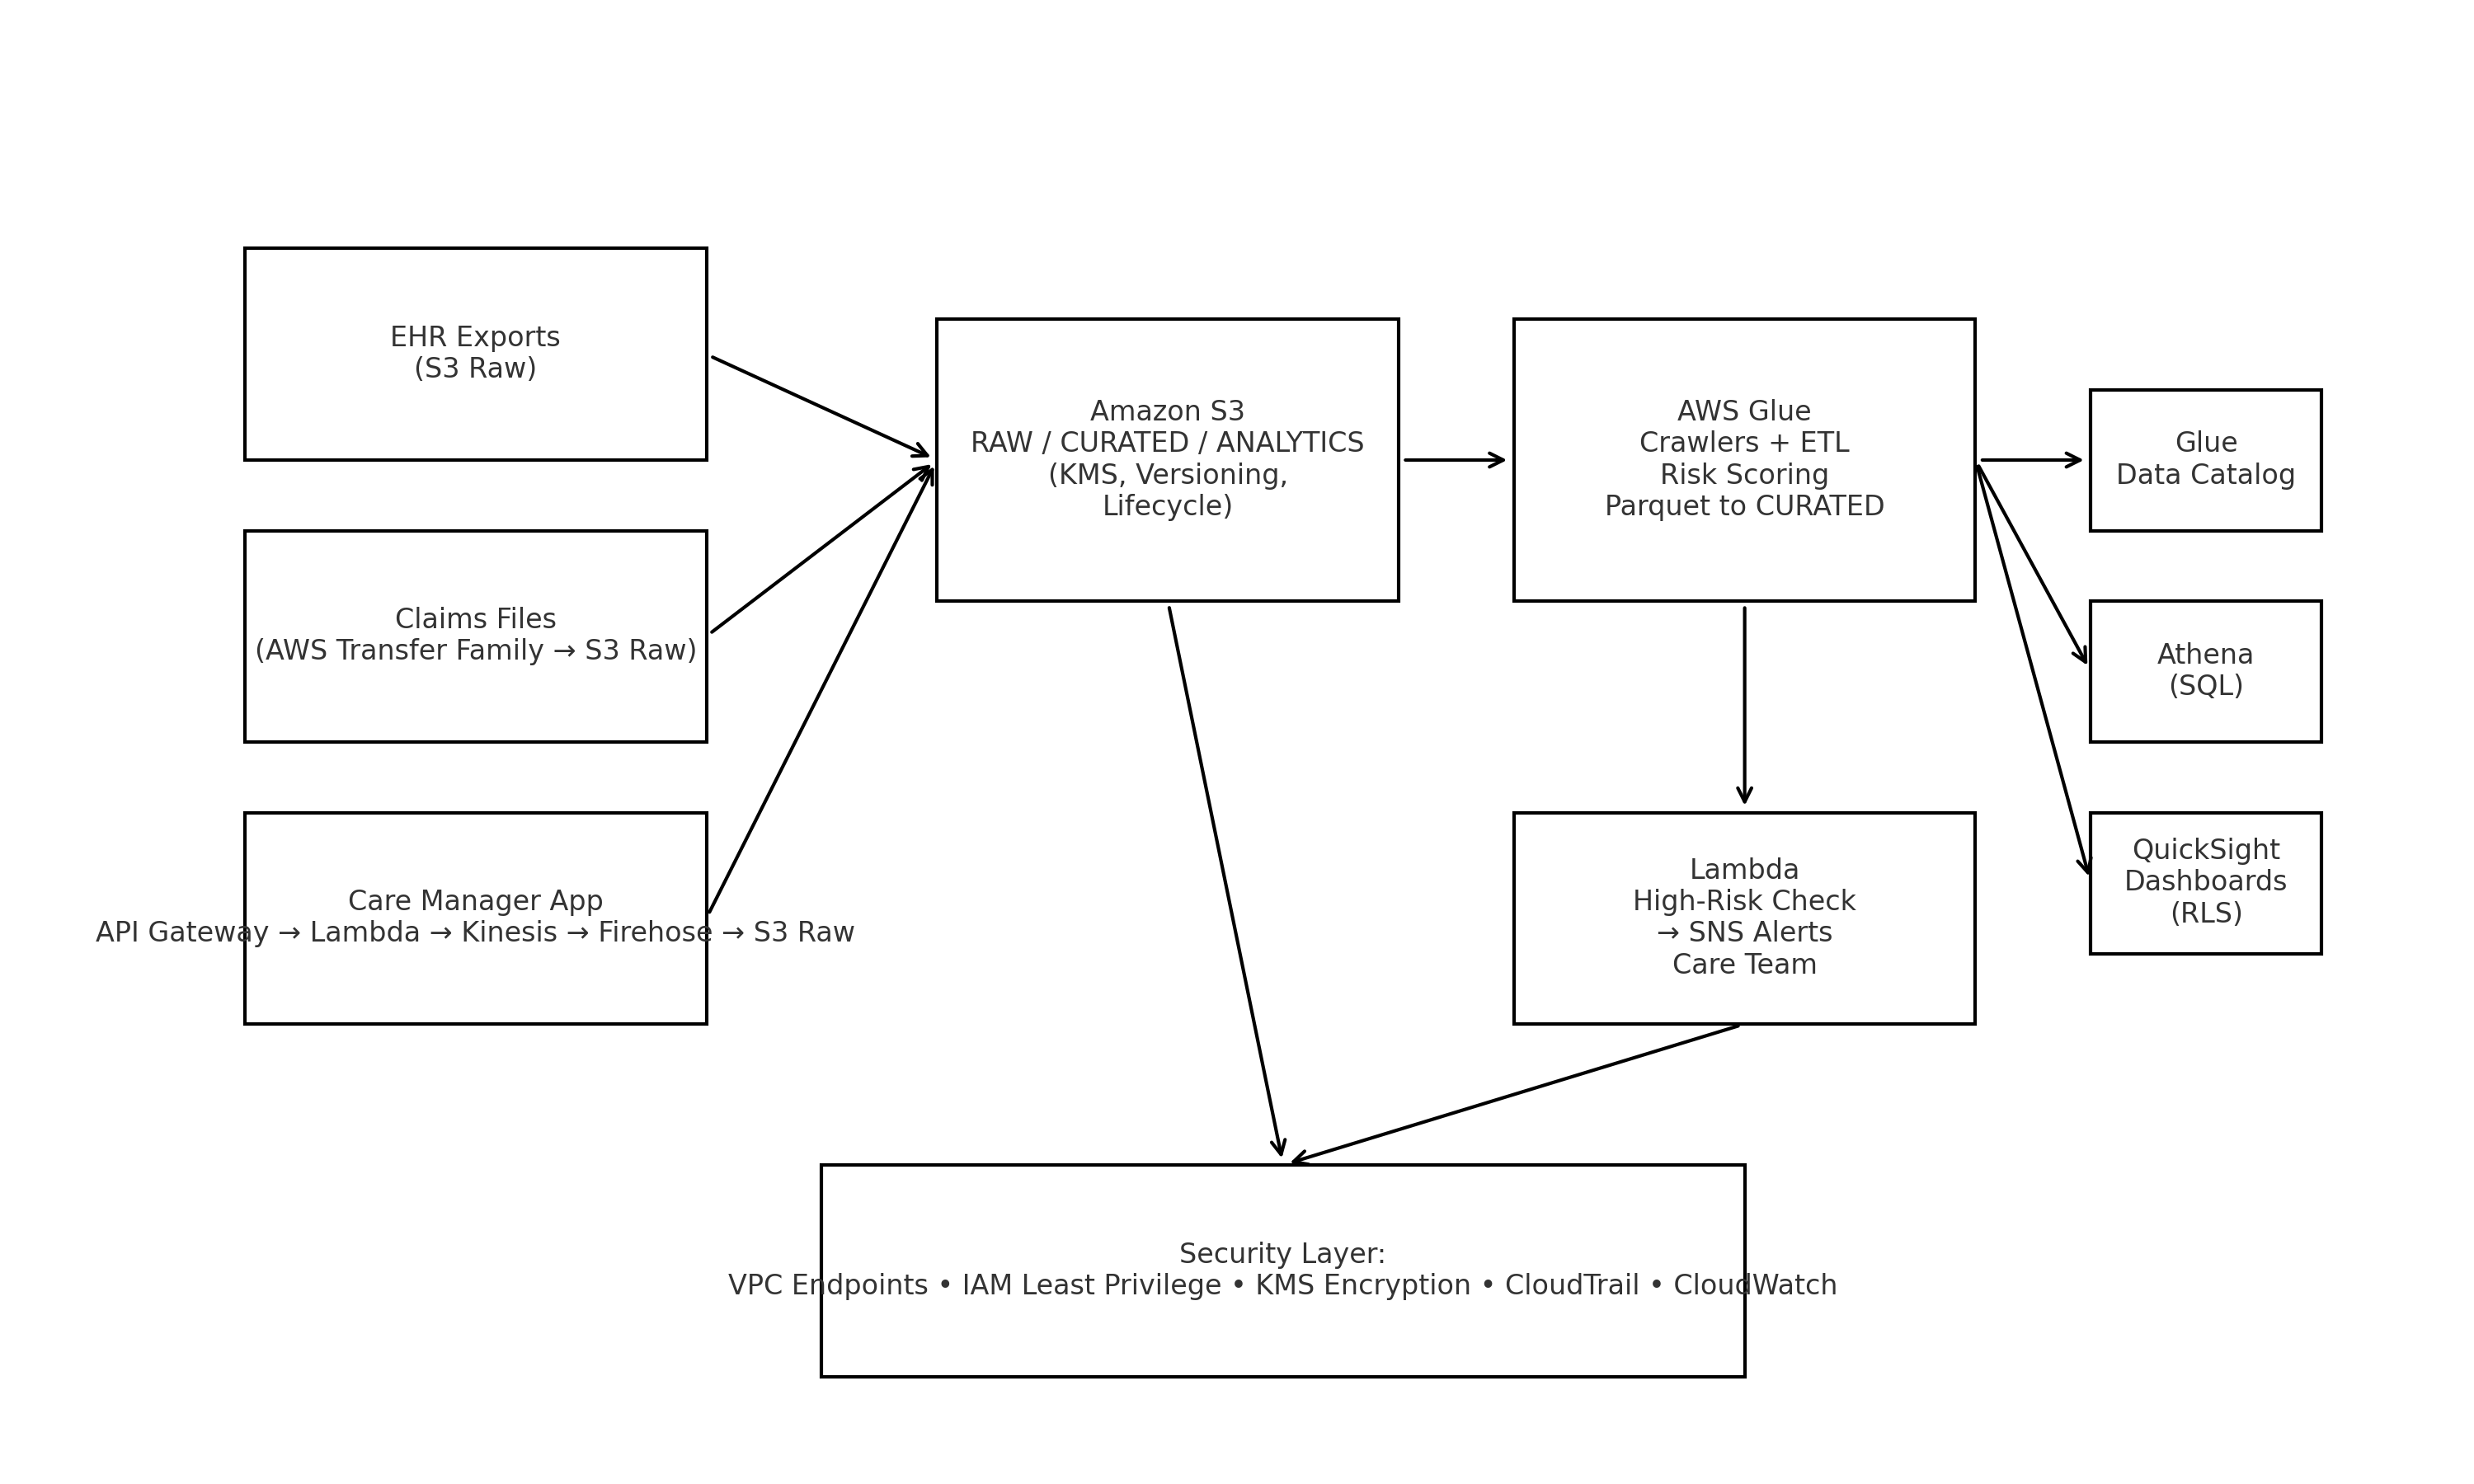 EHR Exports
(S3 Raw)
Claims Files
(AWS Transfer Family → S3 Raw)
Care Manager App
API Gateway → Lambda → Kinesis → Firehose → S3 Raw
Amazon S3
RAW / CURATED / ANALYTICS
(KMS, Versioning,
Lifecycle)
AWS Glue
Crawlers + ETL
Risk Scoring
Parquet to CURATED
Glue
Data Catalog
Athena
(SQL)
QuickSight
Dashboards
(RLS)
Lambda
High-Risk Check
→ SNS Alerts
Care Team
Security Layer:
VPC Endpoints • IAM Least Privilege • KMS Encryption • CloudTrail • CloudWatch